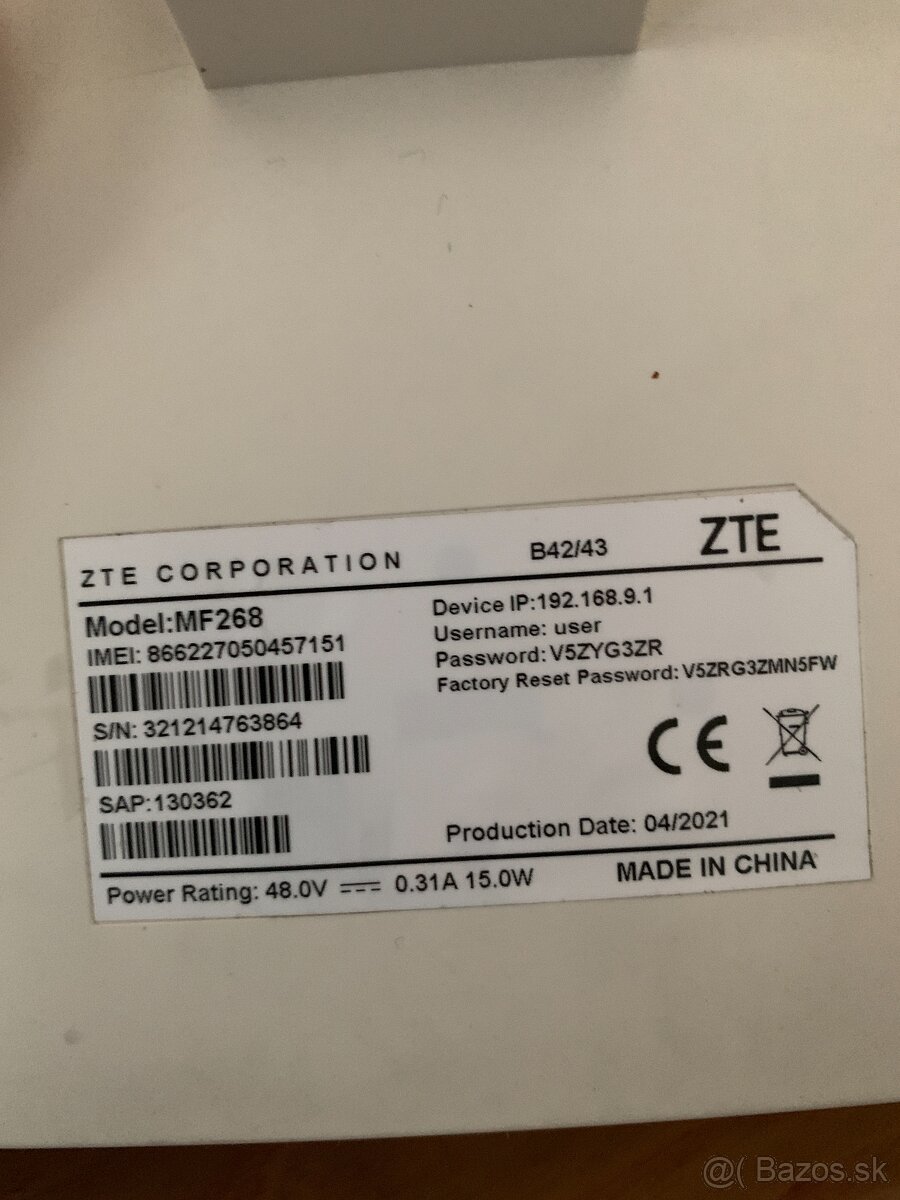 ZTE CORPORATION B42/43 ZTE
Model:MF268
IMEI: 866227050457151
S/N: 321214763864
SAP:130362
Device IP:192.168.9.1
Username: user
Password: V5ZYG3ZR
Factory Reset Password: V5ZRG3ZMN5FW
Production Date: 04/2021
Power Rating: 48.0V 0.31A 15.0W MADE IN CHINA
@( Bazos.sk